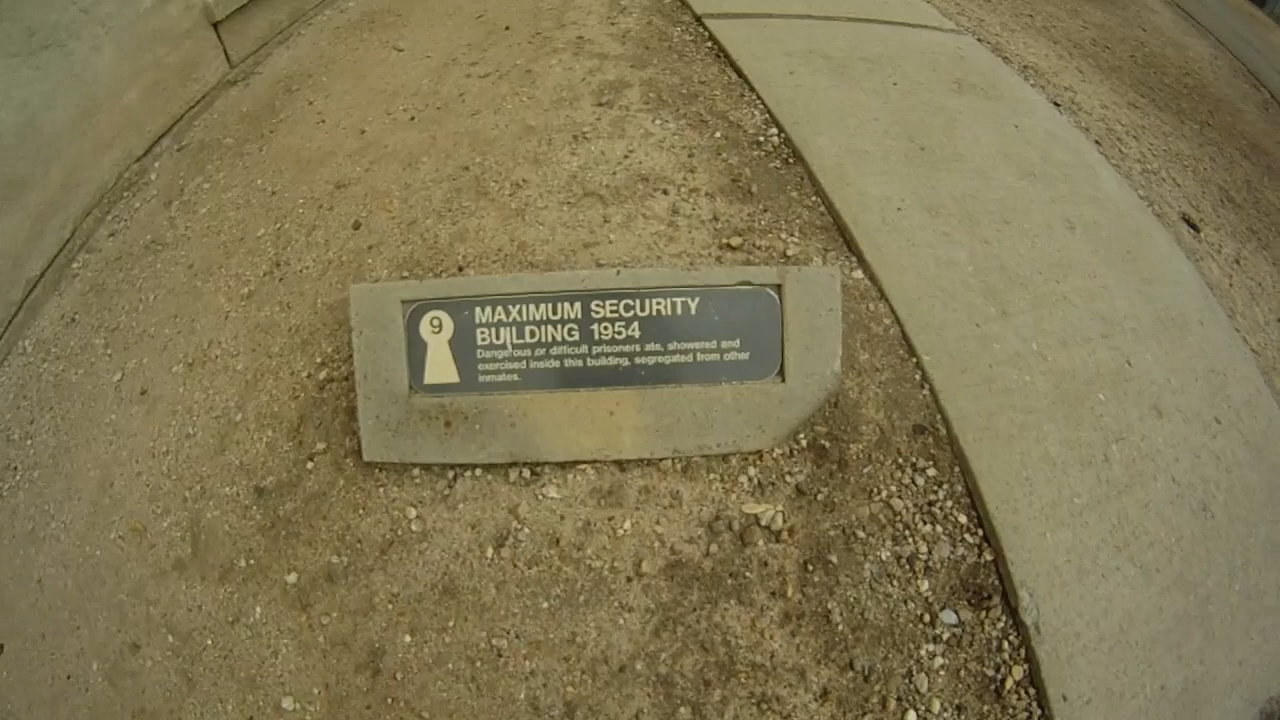 9
MAXIMUM SECURITY
BUILDING 1954
Dangerous or difficult prisoners ate, showered and
exercised inside this building, segregated from other
inmates.